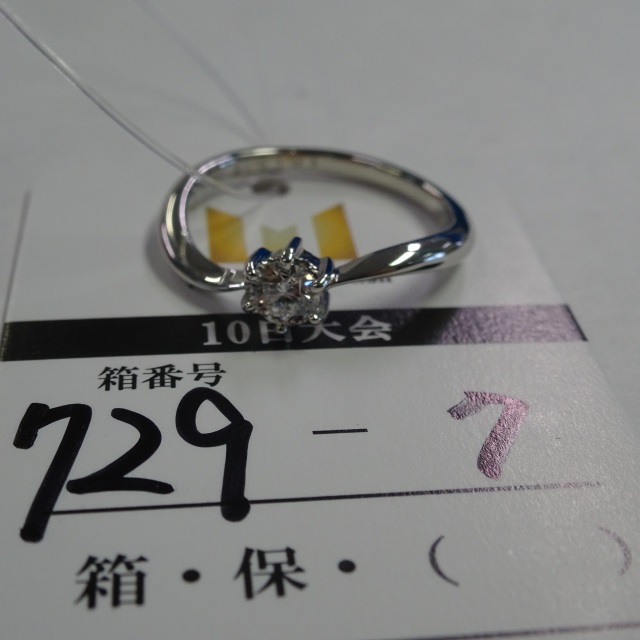 10日大会
箱番号
729 - 7
箱・保・( )